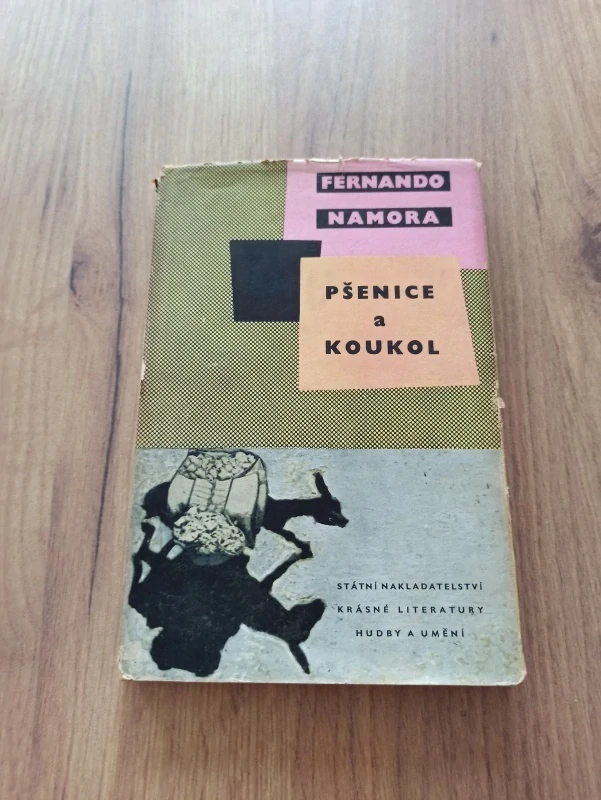 FERNANDO
NAMORA
PŠENICE
a
KOUKOL
STÁTNÍ NAKLADATELSTVÍ
KRÁSNÉ LITERATURY
HUDBY A UMĚNÍ